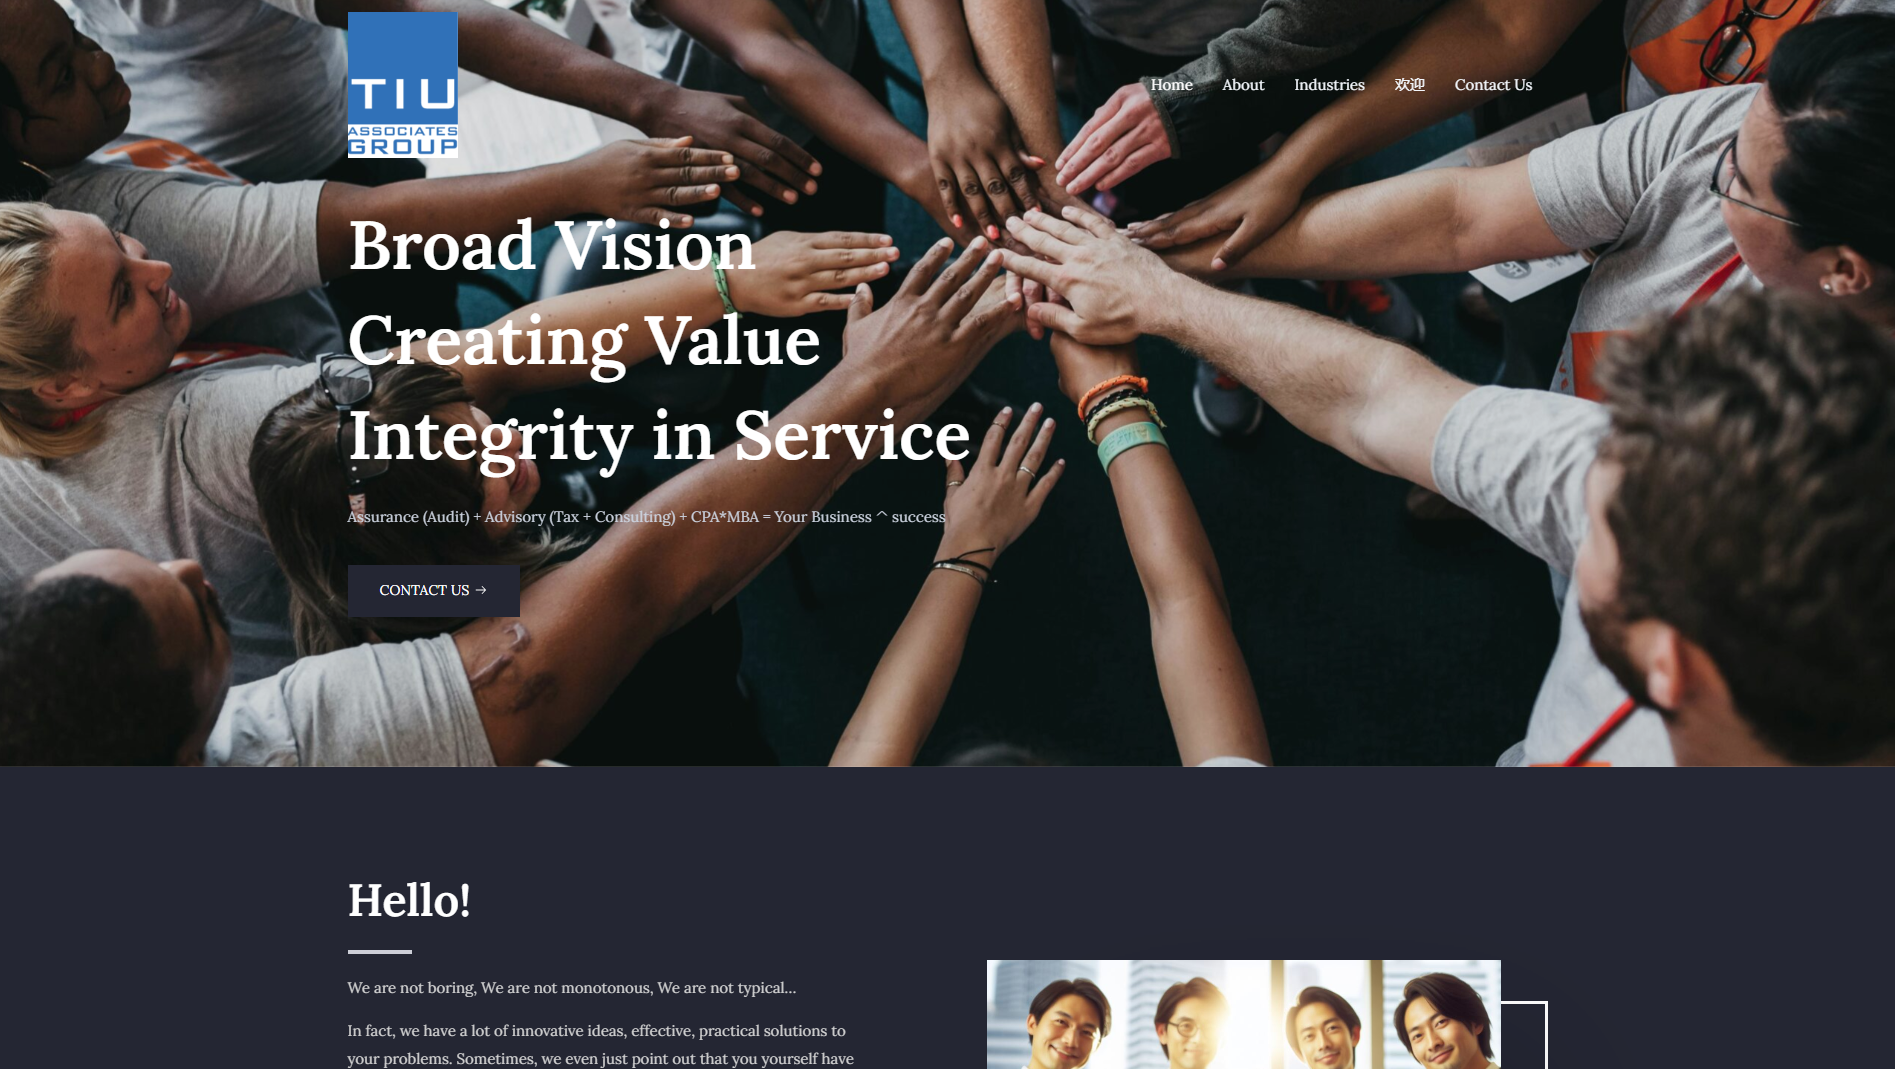 TIU
ASSOCIATES
GROUP
Home About Industries 欢迎 Contact Us
Broad Vision
Creating Value
Integrity in Service
Assurance (Audit) + Advisory (Tax + Consulting) + CPA*MBA = Your Business ^ success
CONTACT US →
Hello!
We are not boring, We are not monotonous, We are not typical...
In fact, we have a lot of innovative ideas, effective, practical solutions to
your problems. Sometimes, we even just point out that you yourself have